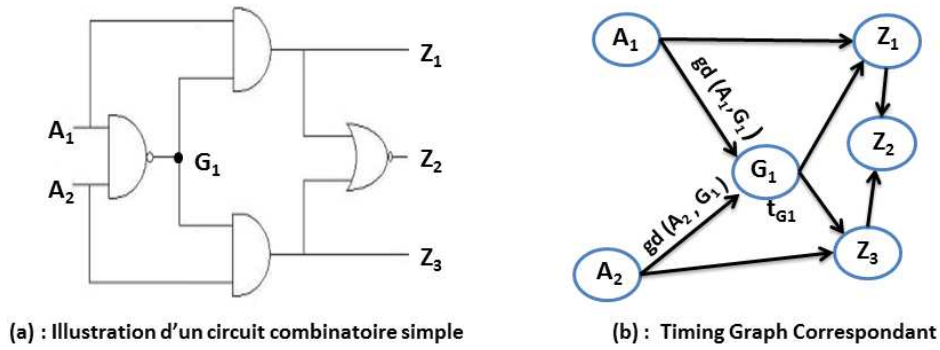 A1
A2
G1
Z1
Z2
Z3
(a) : Illustration d'un circuit combinatoire simple
A1
Z1
gd (A1,G1)
Z2
G1
tG1
gd (A2 , G1)
Z3
A2
(b) : Timing Graph Correspondant